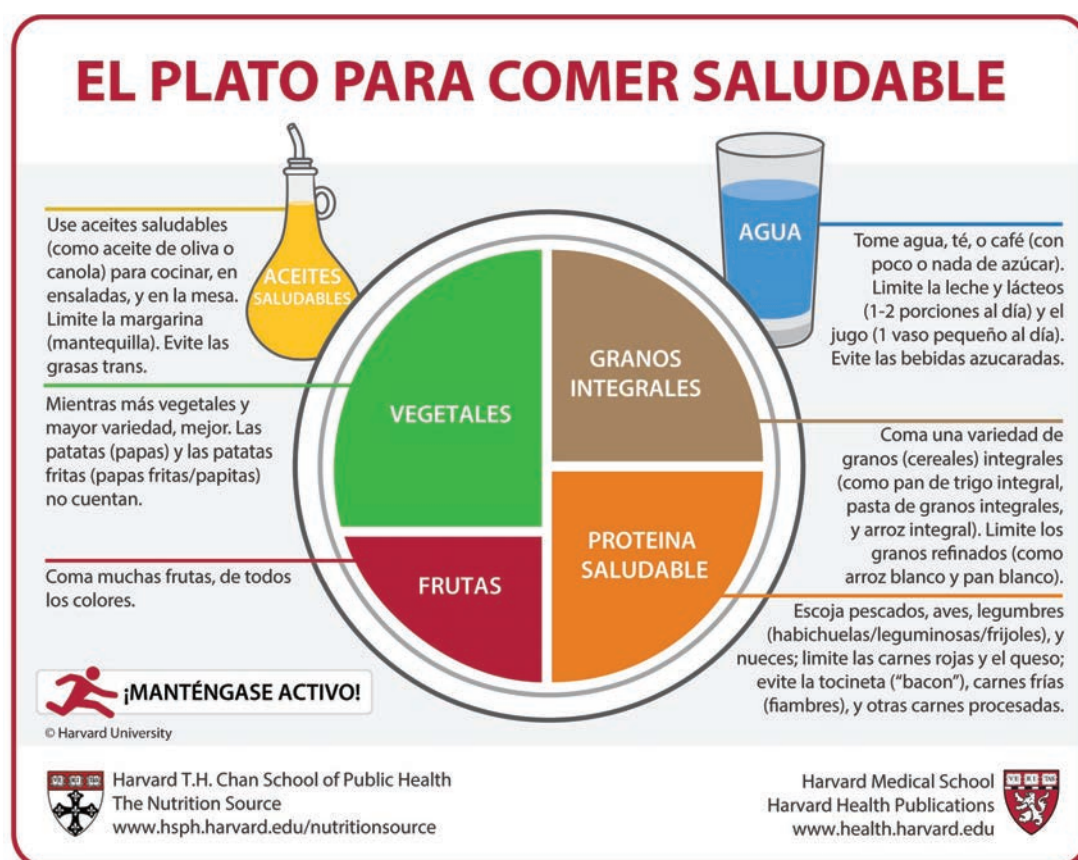 EL PLATO PARA COMER SALUDABLE
Use aceites saludables
(como aceite de oliva o
canola) para cocinar, en
ensaladas, y en la mesa.
Limite la margarina
(mantequilla). Evite las
grasas trans.
ACEITES
SALUDABLES
Mientras más vegetales y
mayor variedad, mejor. Las
patatas (papas) y las patatas
fritas (papas fritas/papitas)
no cuentan.
Coma muchas frutas, de todos
los colores.
VEGETALES
FRUTAS
GRANOS
INTEGRALES
PROTEINA
SALUDABLE
AGUA
Tome agua, té, o café (con
poco o nada de azúcar).
Limite la leche y lácteos
(1-2 porciones al día) y el
jugo (1 vaso pequeño al día).
Evite las bebidas azucaradas.
Coma una variedad de
granos (cereales) integrales
(como pan de trigo integral,
pasta de granos integrales,
y arroz integral). Limite los
granos refinados (como
arroz blanco y pan blanco).
Escoja pescados, aves, legumbres
(habichuelas/leguminosas/frijoles), y
nueces; limite las carnes rojas y el queso;
evite la tocineta ("bacon"), carnes frías
(fiambres), y otras carnes procesadas.
¡MANTÉNGASE ACTIVO!
© Harvard University
Harvard T.H. Chan School of Public Health
The Nutrition Source
www.hsph.harvard.edu/nutritionsource
Harvard Medical School
Harvard Health Publications
www.health.harvard.edu